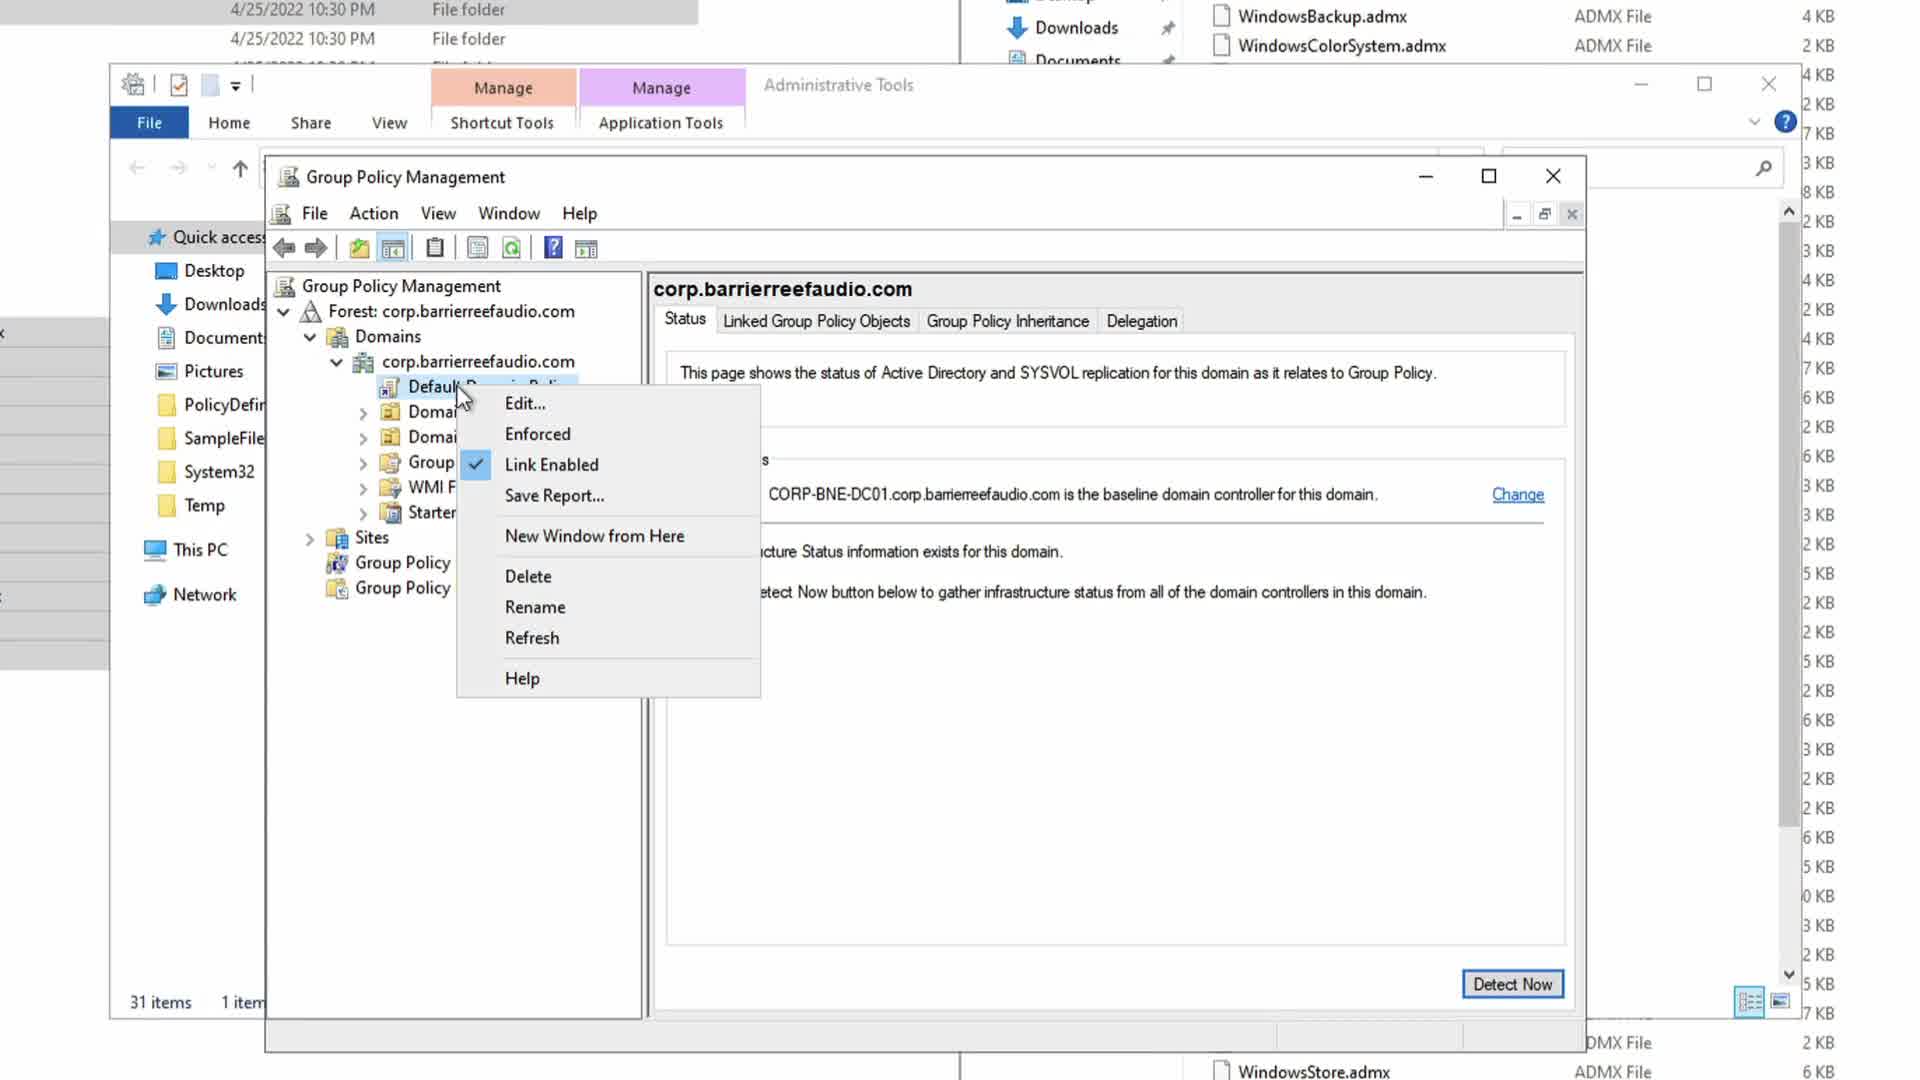 4/25/2022 10:30 PM File folder
4/25/2022 10:30 PM File folder
Downloads
Documents
WindowsBackup.admx ADMX File 4 KB
WindowsColorSystem.admx ADMX File 2 KB
Manage
Manage
Administrative Tools
File
Home
Share
View
Shortcut Tools
Application Tools
Group Policy Management
File
Action
View
Window
Help
Quick access
Desktop
Downloads
Documents
Pictures
PolicyDefin
SampleFile
System32
Temp
This PC
Network
31 items
1 item
Group Policy Management
Forest: corp.barrierreefaudio.com
Domains
corp.barrierreefaudio.com
Default Domain Policy
Domai
Domai
Group
WMI F
Starter
Sites
Group Policy
Group Policy
Edit...
Enforced
Link Enabled
Save Report...
New Window from Here
Delete
Rename
Refresh
Help
corp.barrierreefaudio.com
Status
Linked Group Policy Objects
Group Policy Inheritance
Delegation
This page shows the status of Active Directory and SYSVOL replication for this domain as it relates to Group Policy.
s
CORP-BNE-DC01.corp.barrierreefaudio.com is the baseline domain controller for this domain.
Change
ucture Status information exists for this domain.
etect Now button below to gather infrastructure status from all of the domain controllers in this domain.
Detect Now
4 KB
2 KB
7 KB
3 KB
8 KB
2 KB
3 KB
2 KB
4 KB
3 KB
6 KB
2 KB
6 KB
3 KB
3 KB
2 KB
5 KB
2 KB
2 KB
5 KB
2 KB
6 KB
3 KB
2 KB
2 KB
6 KB
5 KB
0 KB
3 KB
2 KB
5 KB
7 KB
DMX File 2 KB
WindowsStore.admx ADMX File 6 KB